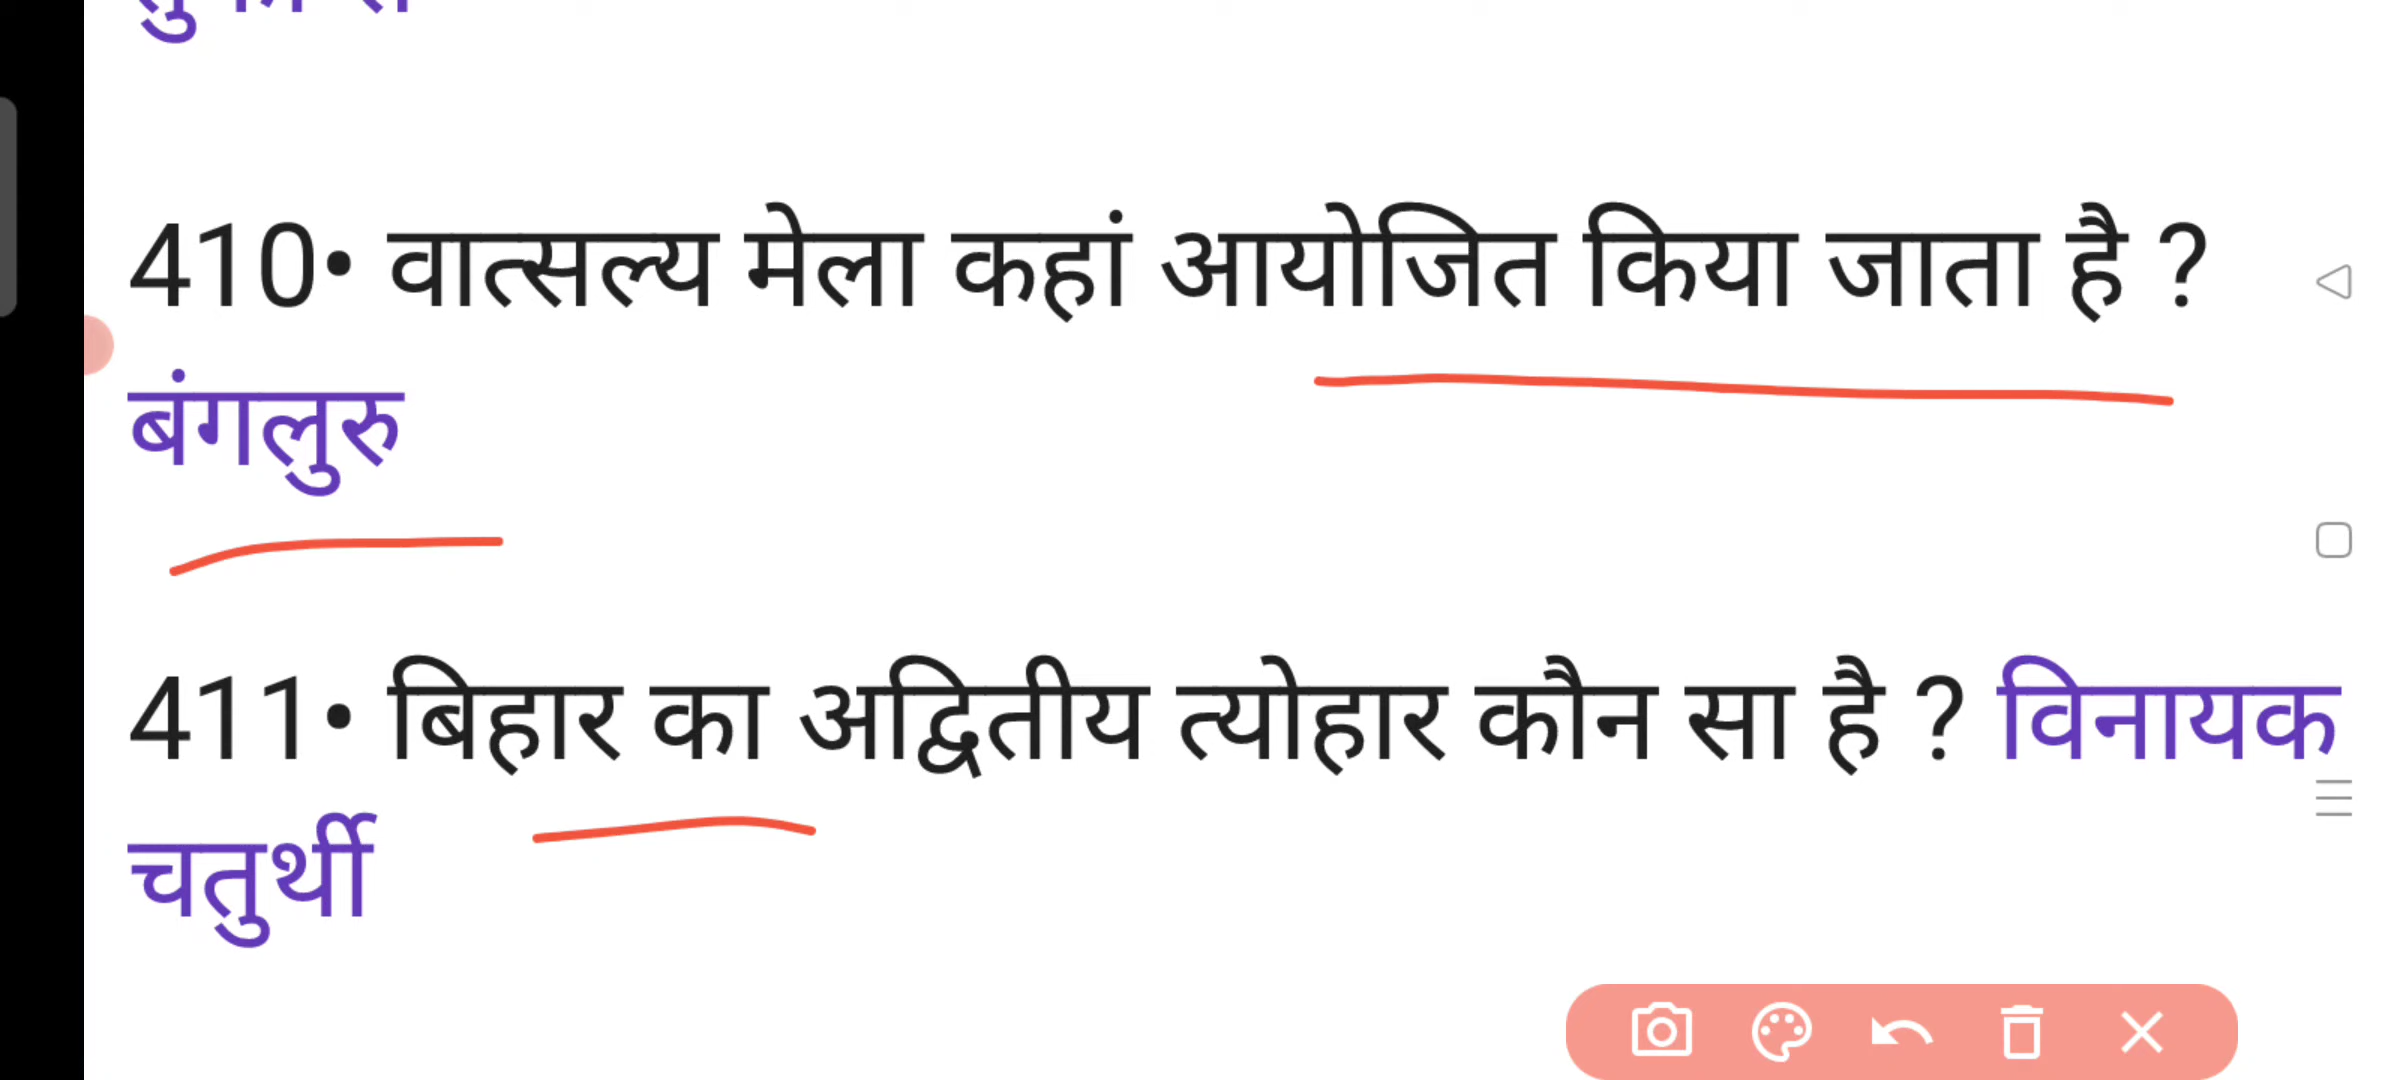 410• वात्सल्य मेला कहां आयोजित किया जाता है ?
बंगलुरु
411• बिहार का अद्वितीय त्योहार कौन सा है ? विनायक
चतुर्थी